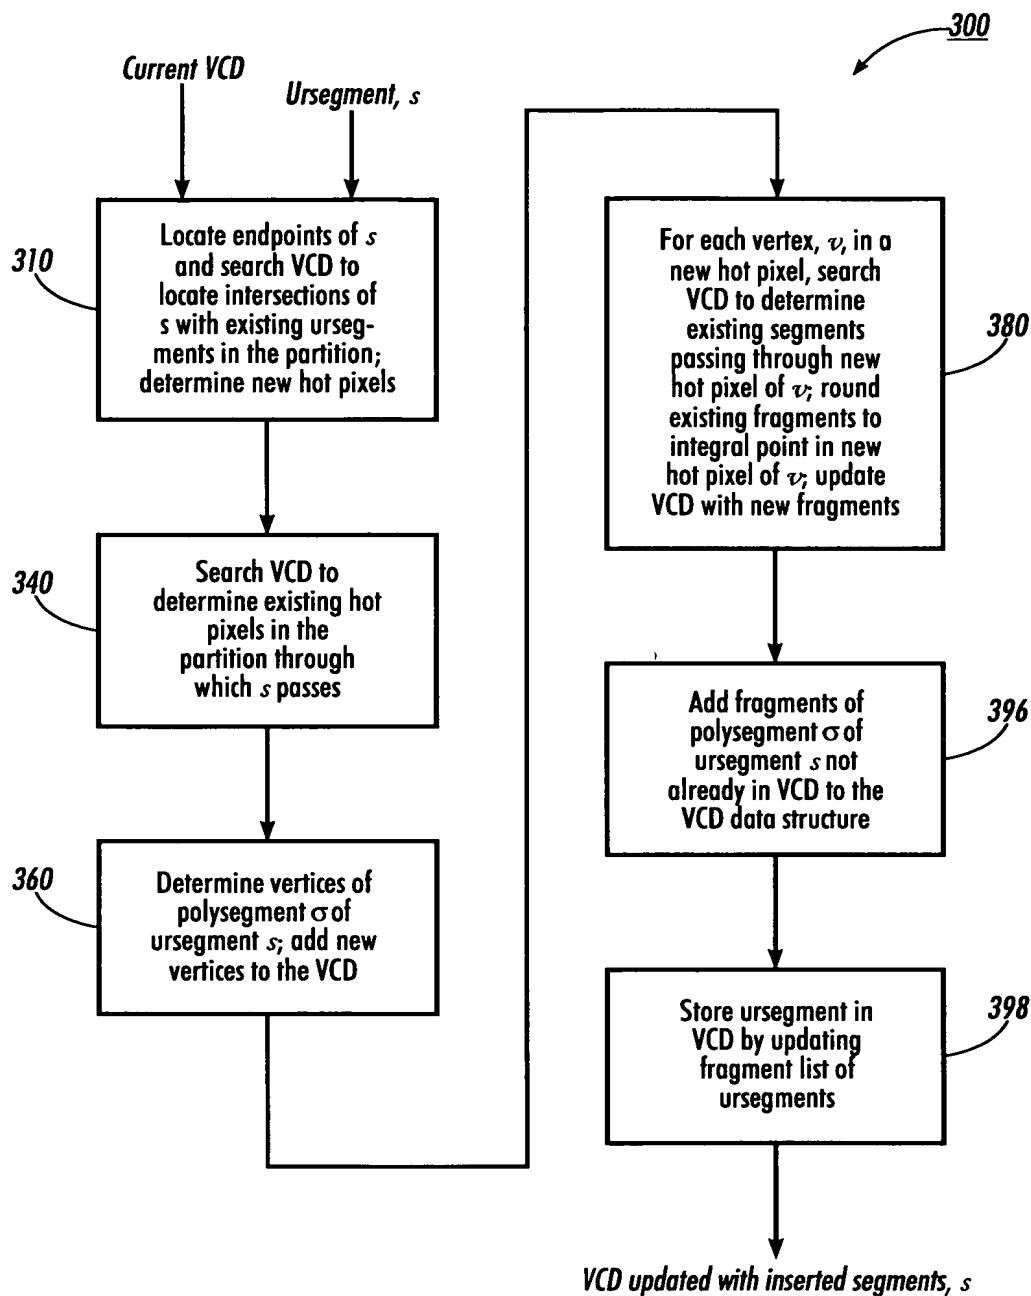 300
Current VCD
Ursegment, s
310
Locate endpoints of s
and search VCD to
locate intersections of
s with existing urseg-
ments in the partition;
determine new hot pixels
340
Search VCD to
determine existing hot
pixels in the
partition through
which s passes
360
Determine vertices of
polysegment σ of
ursegment s; add new
vertices to the VCD
380
For each vertex, v, in a
new hot pixel, search
VCD to determine
existing segments
passing through new
hot pixel of v; round
existing fragments to
integral point in new
hot pixel of v; update
VCD with new fragments
396
Add fragments of
polysegment σ of
ursegment s not
already in VCD to the
VCD data structure
398
Store ursegment in
VCD by updating
fragment list of
ursegments
VCD updated with inserted segments, s